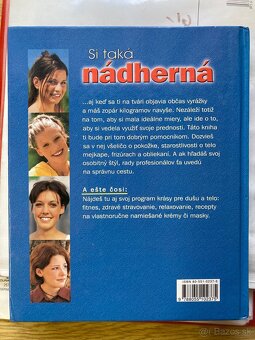 Si taká
nádherná
...aj keď sa ti na tvári objavia občas vyrážky
a máš zopár kilogramov navyše. Nezáleží totiž
na tom, aby si mala ideálne miery, ale ide o to,
aby si vedela využiť svoje prednosti. Táto kniha
ti bude pri tom dobrým pomocníkom. Dozvieš
sa v nej všeličo o pokožke, starostlivosti o telo
mejkape, frizúrach a obliekaní. A ak hľadáš svoj
osobitný štýl, rady profesionálov ťa uvedú
na správnu cestu.
A ešte čosi:
Nájdeš tu aj svoj program krásy pre dušu a telo:
fitnes, zdravé stravovanie, relaxovanie, recepty
na vlastnoručne namiešané krémy či masky.
ISBN
bazos.sk